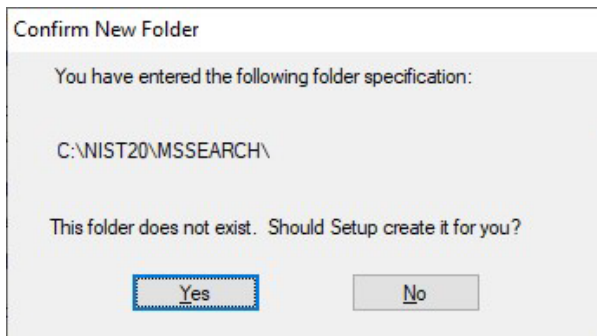 Confirm New Folder
You have entered the following folder specification:
C:\NIST20\MSSEARCH\
This folder does not exist.  Should Setup create it for you?
Yes
No